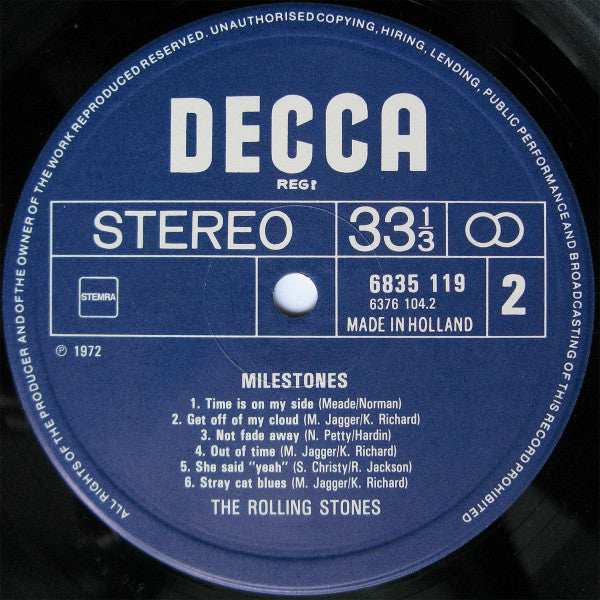 ALL RIGHTS OF THE PRODUCER AND OF THE OWNER OF THE WORK REPRODUCED RESERVED. UNAUTHORISED COPYING, HIRING, LENDING, PUBLIC PERFORMANCE AND BROADCASTING OF THIS RECORD PROHIBITED
DECCA
REG?
STEREO 33⅓
STEMRA
6835 119
6376 104.2
MADE IN HOLLAND
2
℗ 1972
MILESTONES
1. Time is on my side (Meade/Norman)
2. Get off of my cloud (M. Jagger/K. Richard)
3. Not fade away (N. Petty/Hardin)
4. Out of time (M. Jagger/K. Richard)
5. She said "yeah" (S. Christy/R. Jackson)
6. Stray cat blues (M. Jagger/K. Richard)
THE ROLLING STONES